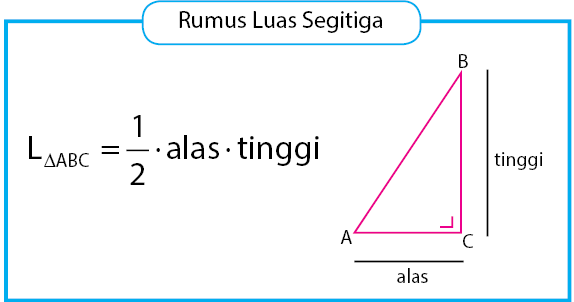 Rumus Luas Segitiga
L∆ABC = 1/2 · alas · tinggi
B
tinggi
A
C
alas